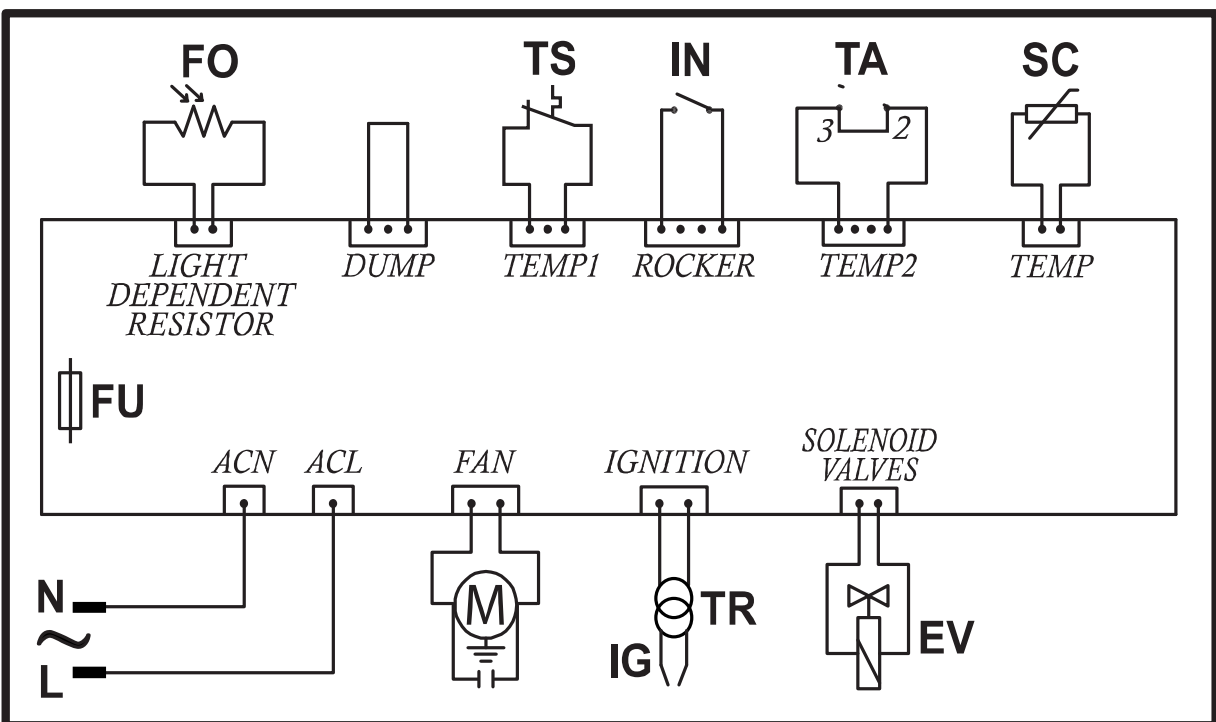 FO
TS
IN
TA
SC
3
2
LIGHT
DEPENDENT
RESISTOR
DUMP
TEMP1
ROCKER
TEMP2
TEMP
FU
ACN
ACL
FAN
IGNITION
SOLENOID
VALVES
N
~
L
M
TR
IG
EV